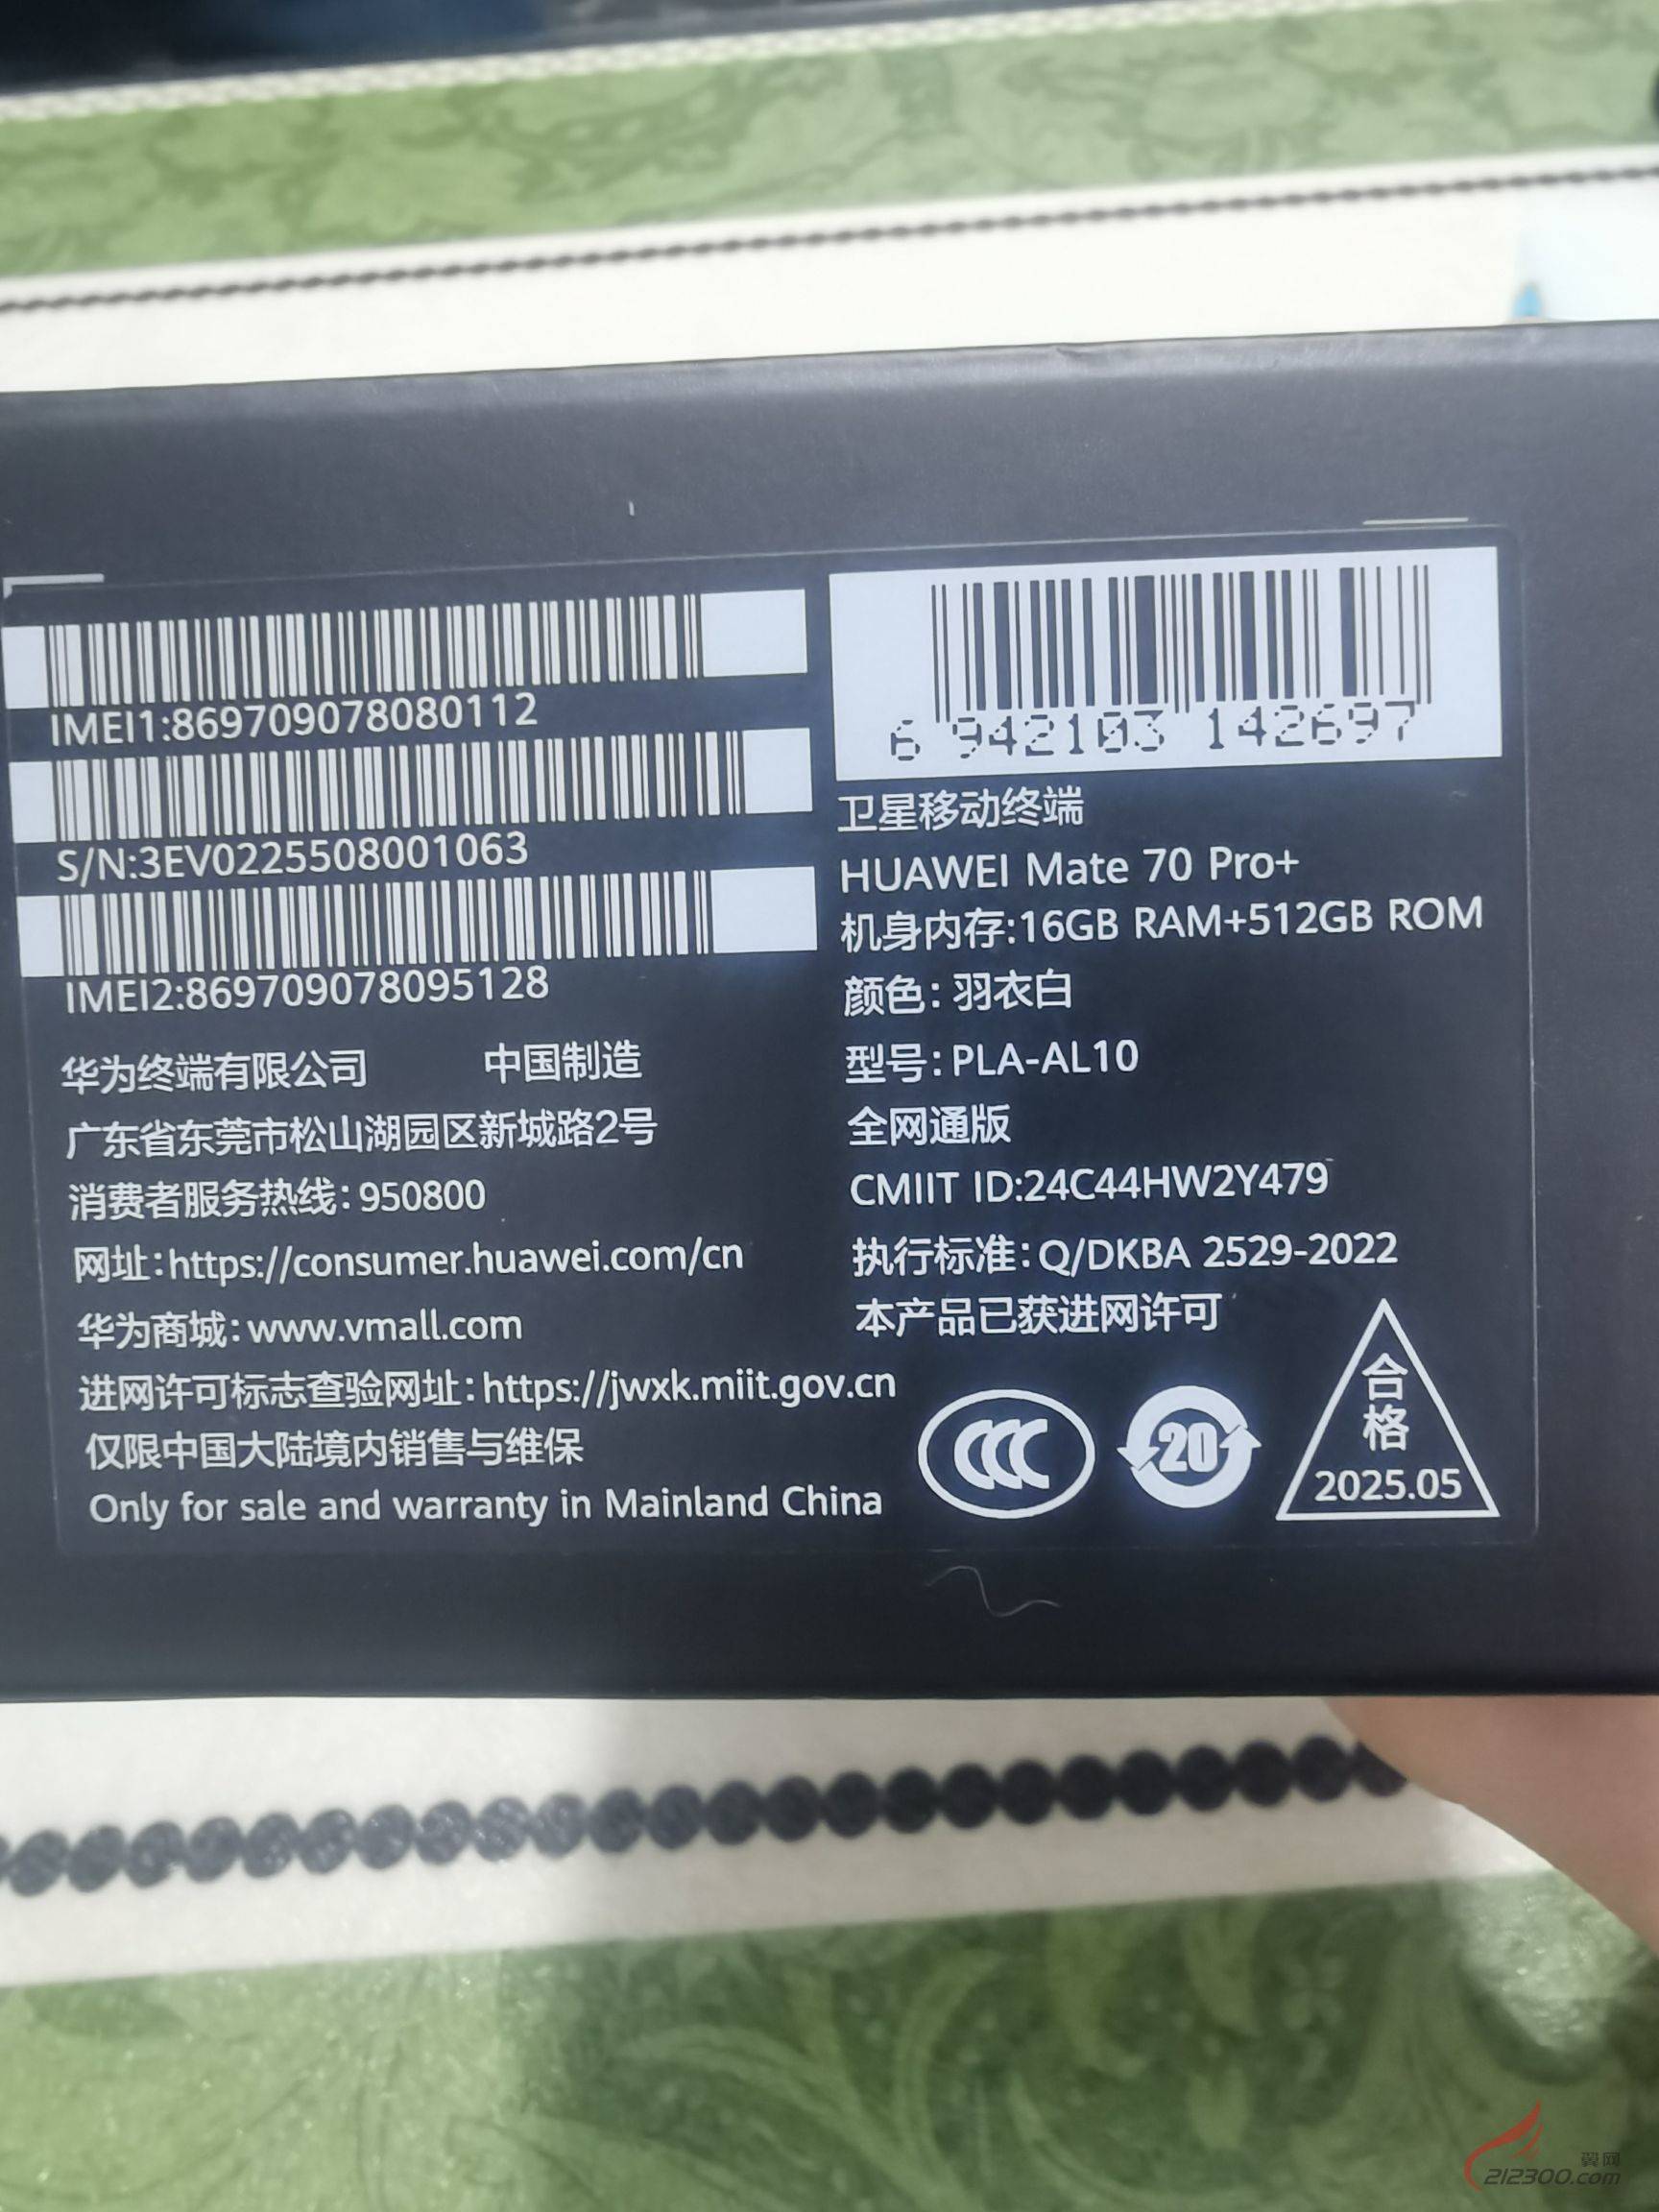 IMEI1:869709078080112
S/N:3EV0225508001063
IMEI2:869709078095128
华为终端有限公司 中国制造
广东省东莞市松山湖园区新城路2号
消费者服务热线:950800
网址:https://consumer.huawei.com/cn
华为商城:www.vmall.com
进网许可标志查验网址:https://jwxk.miit.gov.cn
仅限中国大陆境内销售与维保
Only for sale and warranty in Mainland China
6 942103 142697
卫星移动终端
HUAWEI Mate 70 Pro+
机身内存:16GB RAM+512GB ROM
颜色:羽衣白
型号:PLA-AL10
全网通版
CMIIT ID:24C44HW2Y479
执行标准:Q/DKBA 2529-2022
本产品已获进网许可
CCC
20
合格
2025.05
翼网
212300.com